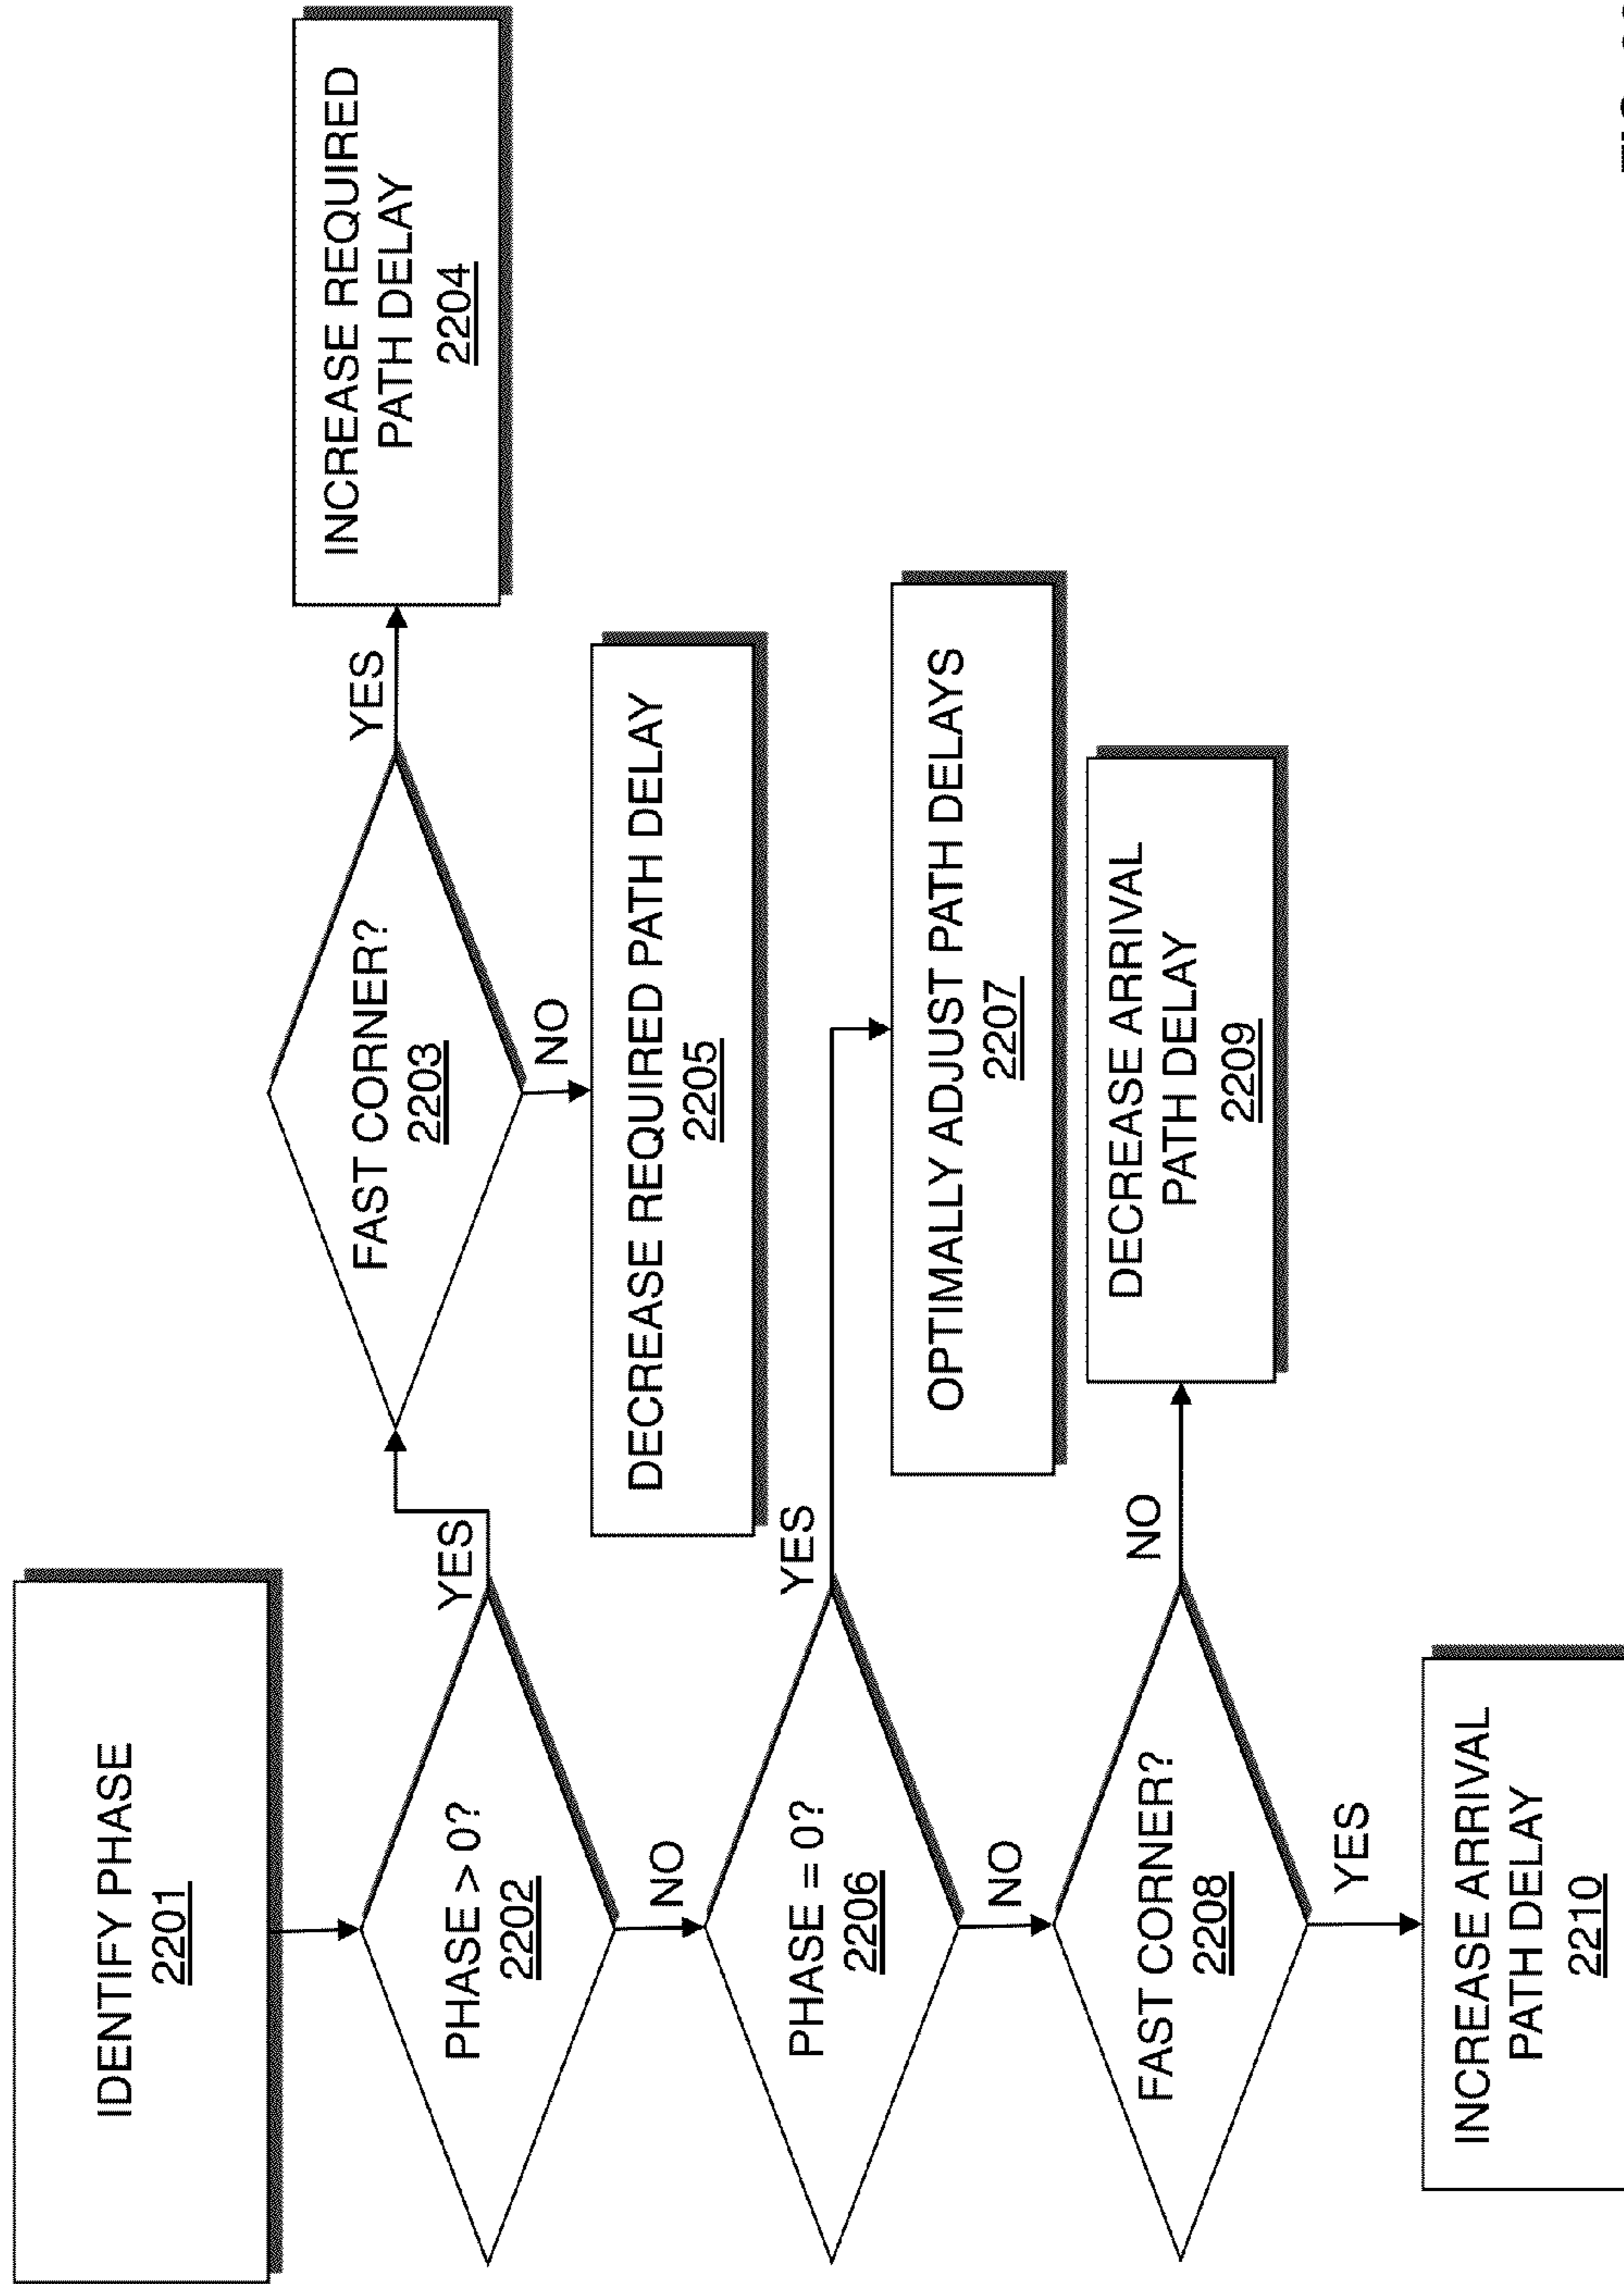 IDENTIFY PHASE
2201
PHASE > 0?
2202
YES
NO
FAST CORNER?
2203
YES
NO
INCREASE REQUIRED
PATH DELAY
2204
DECREASE REQUIRED PATH DELAY
2205
PHASE = 0?
2206
YES
NO
OPTIMALLY ADJUST PATH DELAYS
2207
FAST CORNER?
2208
NO
YES
DECREASE ARRIVAL
PATH DELAY
2209
INCREASE ARRIVAL
PATH DELAY
2210